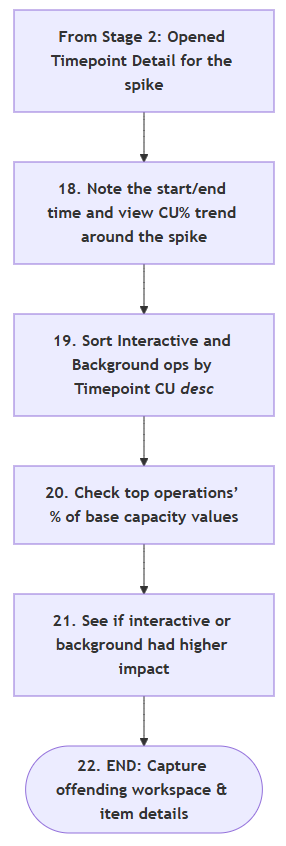 From Stage 2: Opened
Timepoint Detail for the
spike
18. Note the start/end
time and view CU% trend
around the spike
19. Sort Interactive and
Background ops by
Timepoint CU desc
20. Check top operations’
% of base capacity values
21. See if interactive or
background had higher
impact
22. END: Capture
offending workspace &
item details